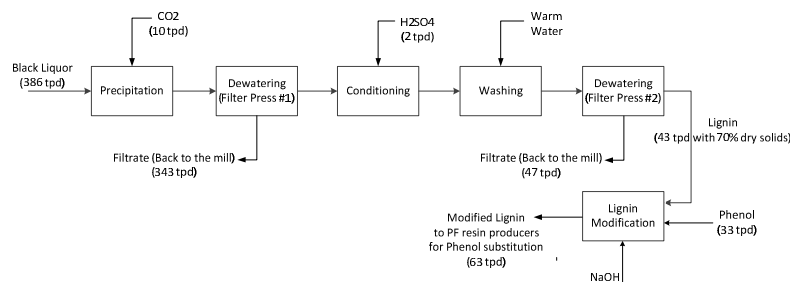 CO2
(10 tpd)
H2SO4
(2 tpd)
Warm
Water
Black Liquor
(386 tpd)
Precipitation
Dewatering
(Filter Press #1)
Conditioning
Washing
Dewatering
(Filter Press #2)
Lignin
(43 tpd with 70% dry solids)
Filtrate (Back to the mill)
(343 tpd)
Filtrate (Back to the mill)
(47 tpd)
Lignin
Modification
Phenol
(33 tpd)
Modified Lignin
to PF resin producers
for Phenol substitution
(63 tpd)
NaOH